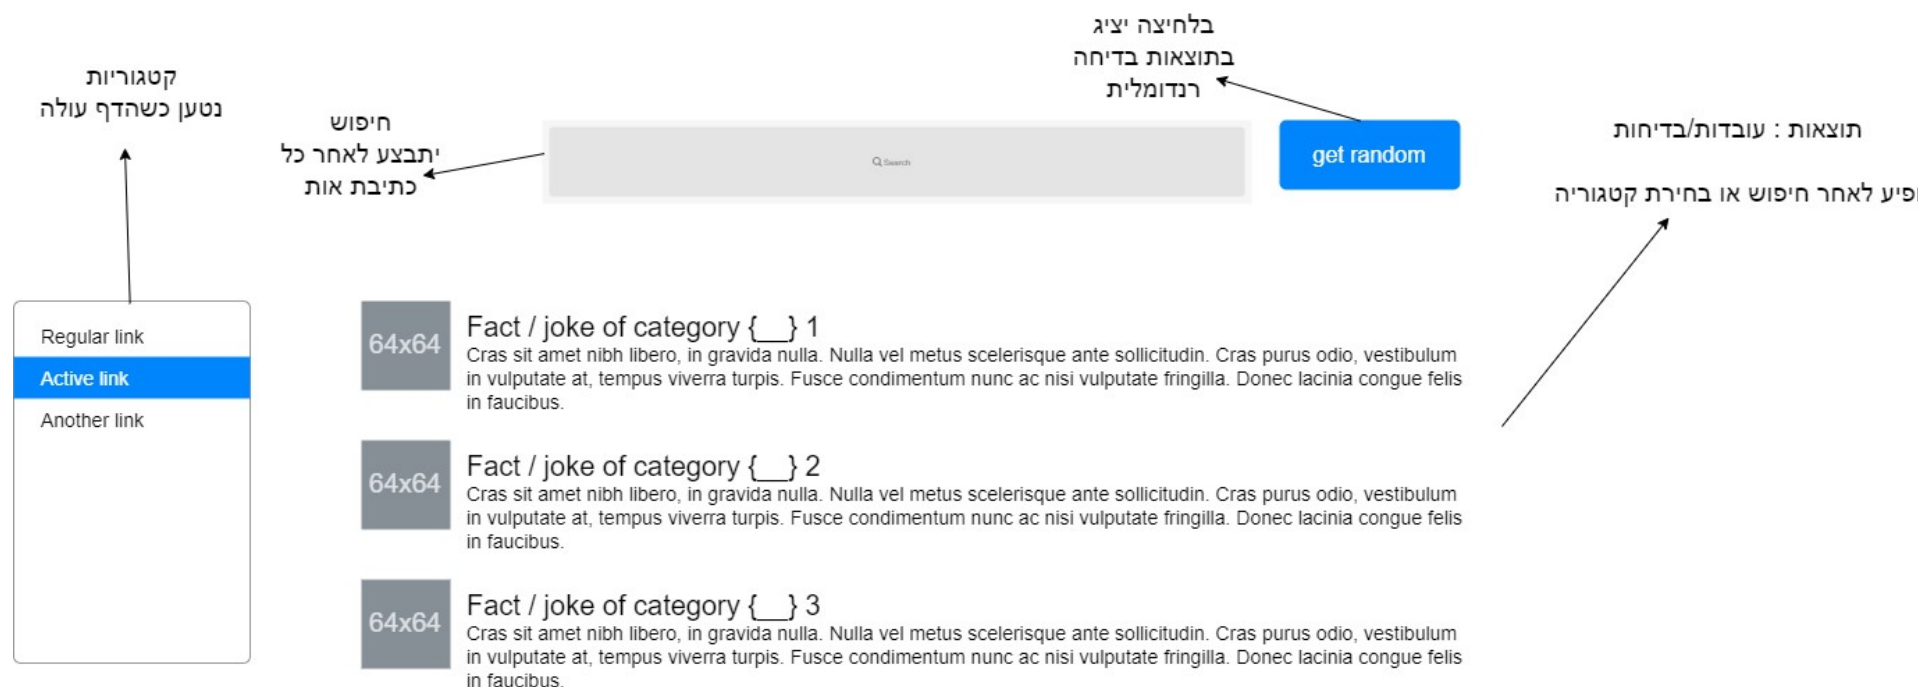 בלחיצה יציג
בתוצאות בדיחה
רנדומלית
קטגוריות
נטען כשהדף עולה
חיפוש
יתבצע לאחר כל
כתיבת אות
Search
get random
תוצאות : עובדות/בדיחות
לאחר חיפוש או בחירת קטגוריה
Regular link
Active link
Another link
64x64
Fact / joke of category {__} 1
Cras sit amet nibh libero, in gravida nulla. Nulla vel metus scelerisque ante sollicitudin. Cras purus odio, vestibulum
in vulputate at, tempus viverra turpis. Fusce condimentum nunc ac nisi vulputate fringilla. Donec lacinia congue felis
in faucibus.
64x64
Fact / joke of category {__} 2
Cras sit amet nibh libero, in gravida nulla. Nulla vel metus scelerisque ante sollicitudin. Cras purus odio, vestibulum
in vulputate at, tempus viverra turpis. Fusce condimentum nunc ac nisi vulputate fringilla. Donec lacinia congue felis
in faucibus.
64x64
Fact / joke of category {__} 3
Cras sit amet nibh libero, in gravida nulla. Nulla vel metus scelerisque ante sollicitudin. Cras purus odio, vestibulum
in vulputate at, tempus viverra turpis. Fusce condimentum nunc ac nisi vulputate fringilla. Donec lacinia congue felis
in faucibus.